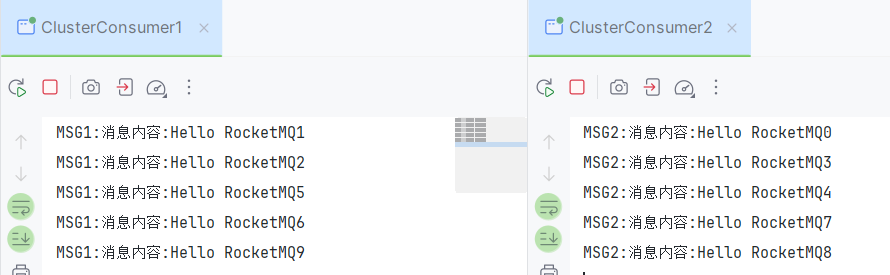 ClusterConsumer1
MSG1:消息内容:Hello RocketMQ1
MSG1:消息内容:Hello RocketMQ2
MSG1:消息内容:Hello RocketMQ5
MSG1:消息内容:Hello RocketMQ6
MSG1:消息内容:Hello RocketMQ9
ClusterConsumer2
MSG2:消息内容:Hello RocketMQ0
MSG2:消息内容:Hello RocketMQ3
MSG2:消息内容:Hello RocketMQ4
MSG2:消息内容:Hello RocketMQ7
MSG2:消息内容:Hello RocketMQ8